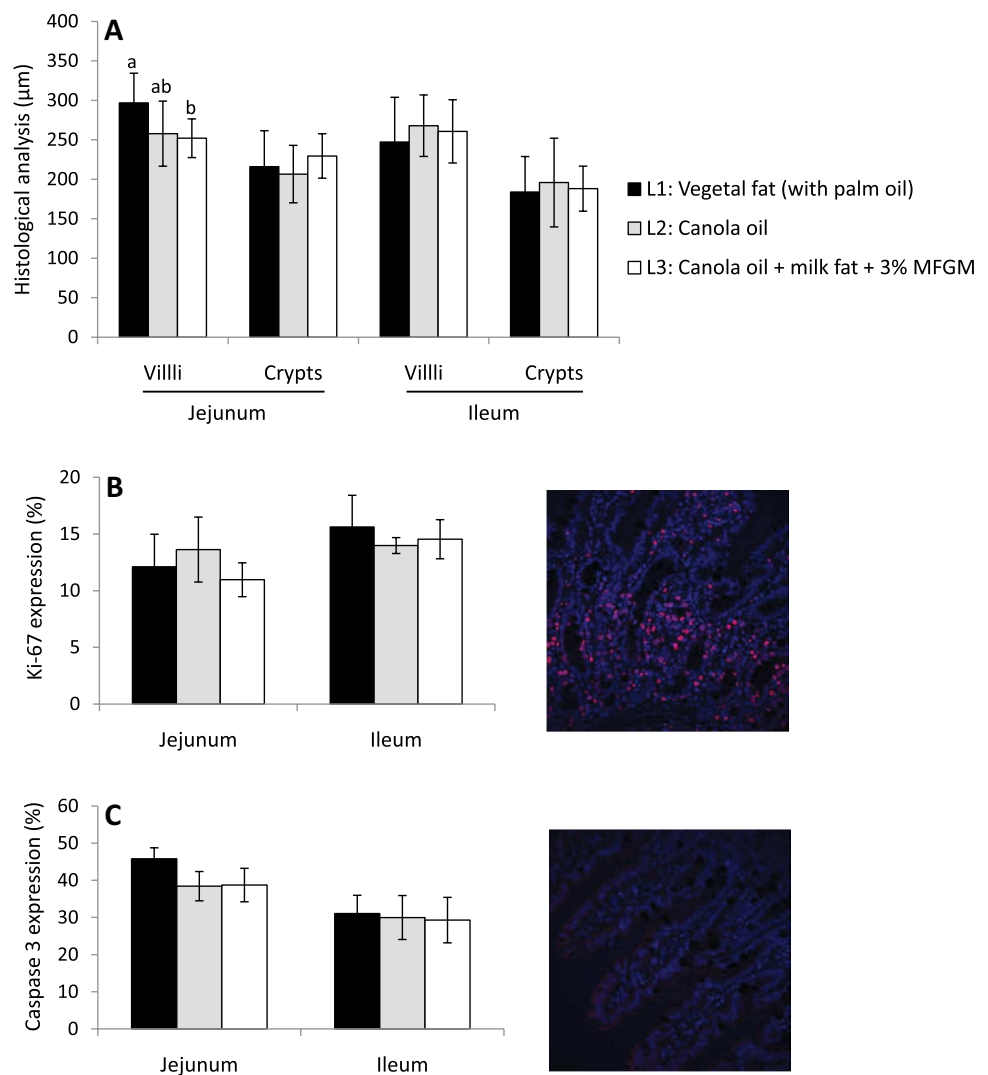 A
400
350
300
250
200
150
100
50
0
Histological analysis (μm)
a
ab
b
Villli
Crypts
Villli
Crypts
Jejunum
Ileum
L1: Vegetal fat (with palm oil)
L2: Canola oil
L3: Canola oil + milk fat + 3% MFGM
B
20
15
10
5
0
Ki-67 expression (%)
Jejunum
Ileum
C
60
50
40
30
20
10
0
Caspase 3 expression (%)
Jejunum
Ileum